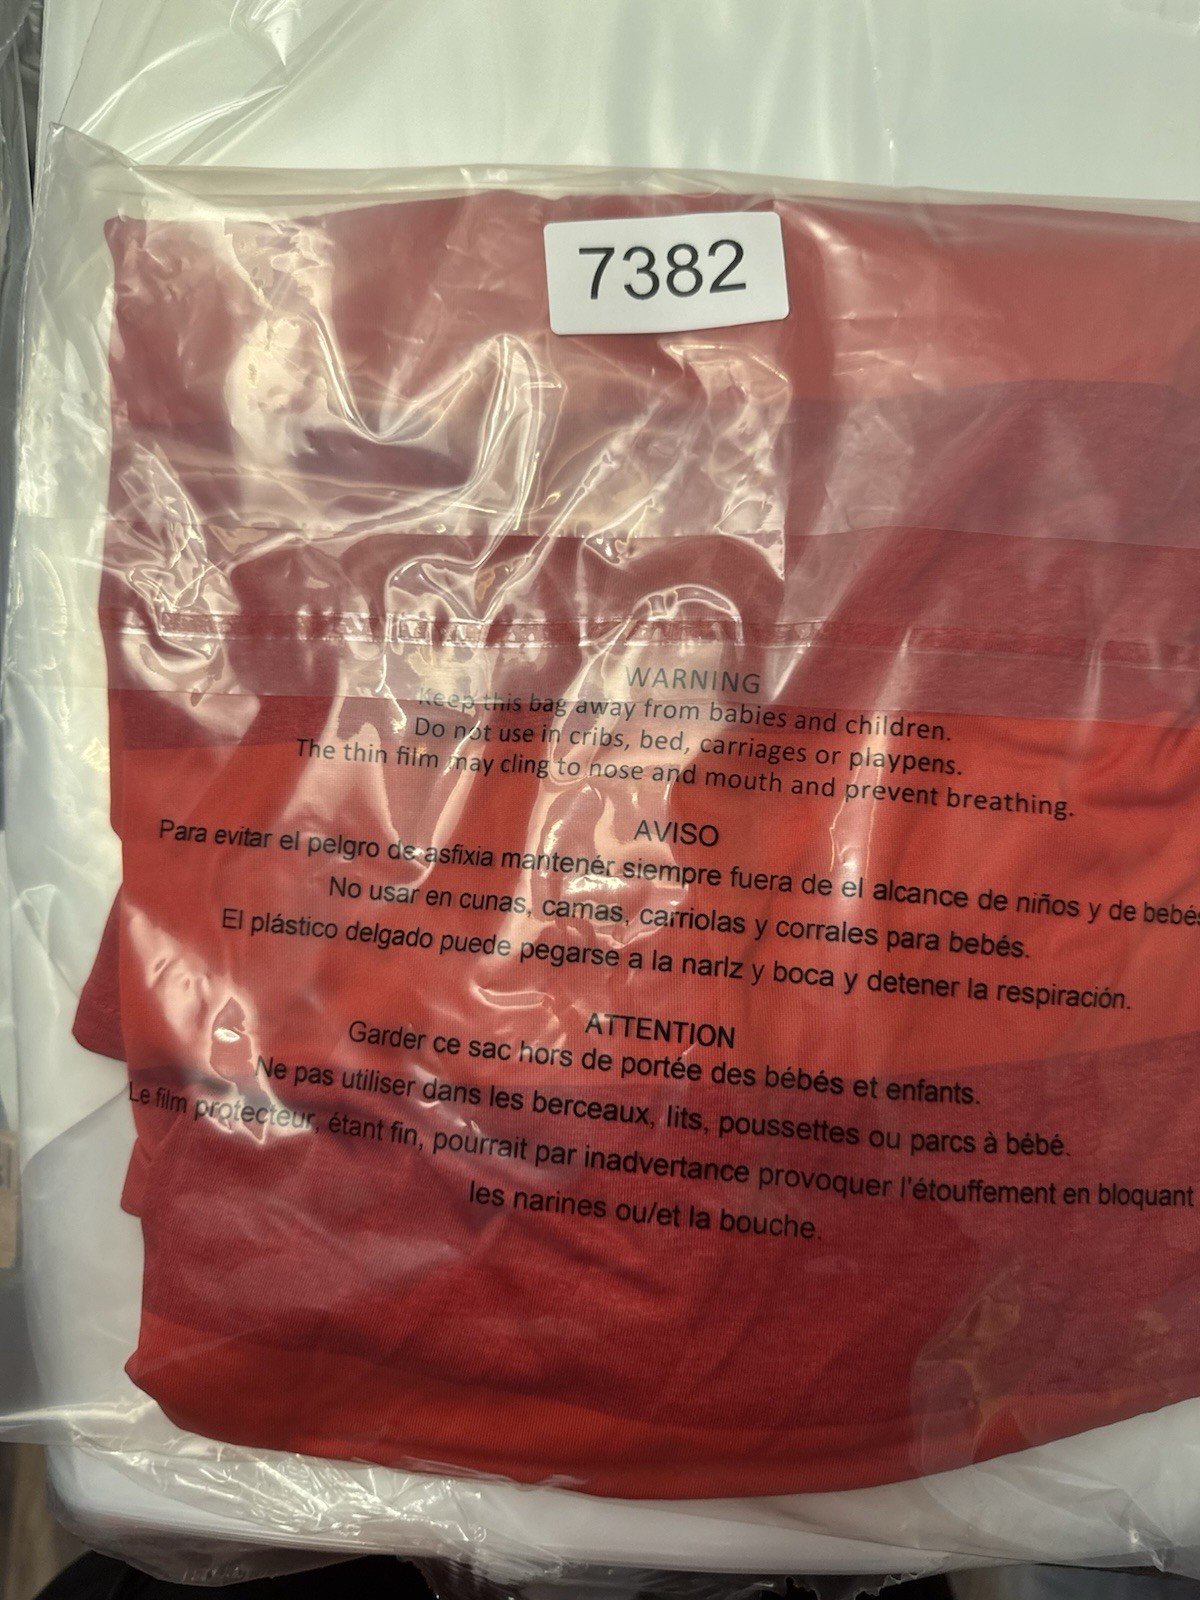 7382
WARNING
Keep this bag away from babies and children.
Do not use in cribs, bed, carriages or playpens.
The thin film may cling to nose and mouth and prevent breathing.
AVISO
Para evitar el pelgro de asfixia mantenér siempre fuera de el alcance de niños y de bebés
No usar en cunas, camas, carriolas y corrales para bebés.
El plástico delgado puede pegarse a la narIz y boca y detener la respiración.
ATTENTION
Garder ce sac hors de portée des bébés et enfants.
Ne pas utiliser dans les berceaux, lits, poussettes ou parcs à bébé.
Le film protecteur, étant fin, pourrait par inadvertance provoquer l'étouffement en bloquant
les narines ou/et la bouche.